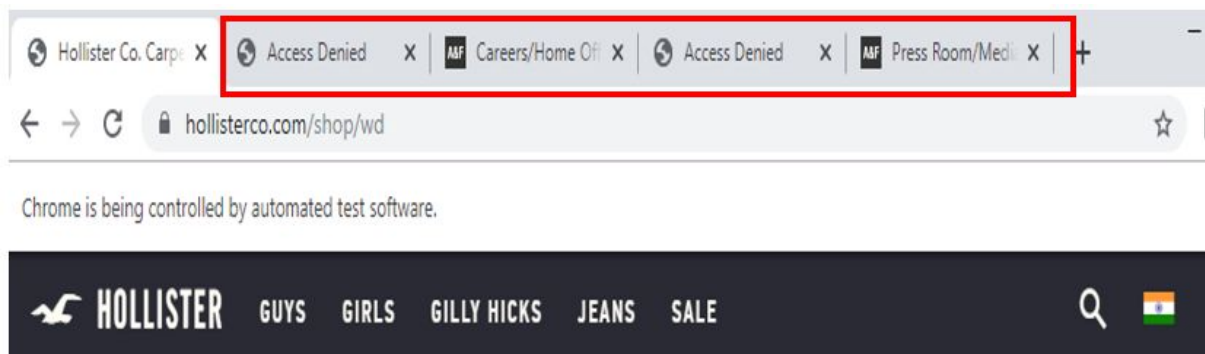 Hollister Co. Carpe Access Denied A&F Careers/Home Off Access Denied A&F Press Room/Medi
hollisterco.com/shop/wd
Chrome is being controlled by automated test software.
HOLLISTER GUYS GIRLS GILLY HICKS JEANS SALE